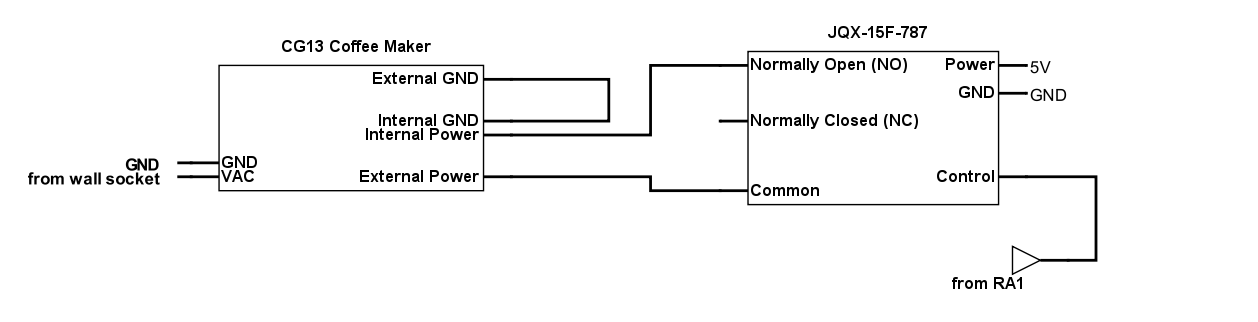 JQX-15F-787
CG13 Coffee Maker
External GND
Internal GND
Internal Power
GND
VAC
External Power
GND
from wall socket
Normally Open (NO)
Power
5V
GND
GND
Normally Closed (NC)
Control
Common
from RA1